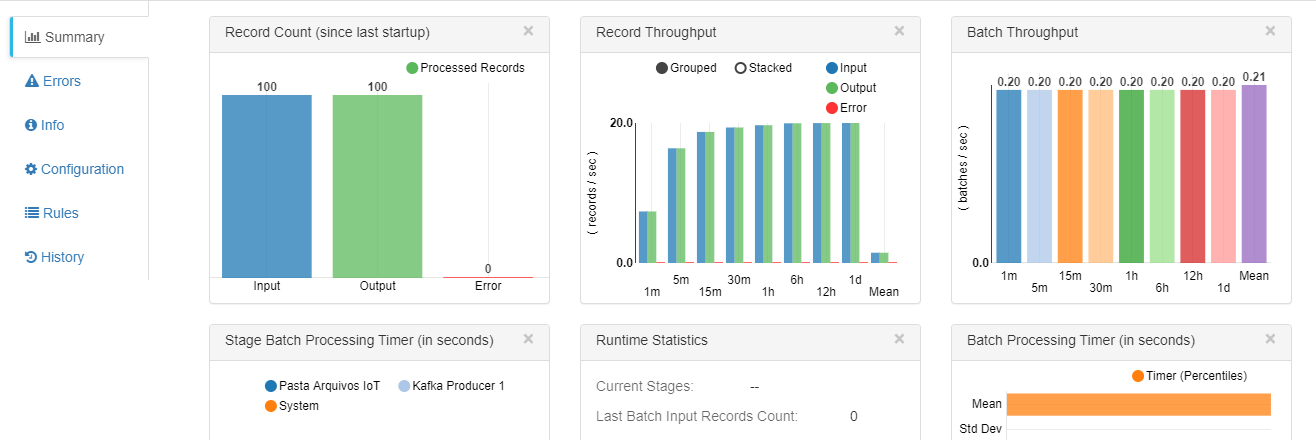 Summary
Errors
Info
Configuration
Rules
History
Record Count (since last startup) ×
Processed Records
100 100 0
Input Output Error
Record Throughput ×
Grouped Stacked Input
Output
Error
20.0
( records / sec )
0.0
1m 5m 15m 30m 1h 6h 12h 1d Mean
Batch Throughput ×
0.20 0.20 0.20 0.20 0.20 0.20 0.20 0.20 0.21
( batches / sec )
0.0
1m 5m 15m 30m 1h 6h 12h 1d Mean
Stage Batch Processing Timer (in seconds) ×
Pasta Arquivos IoT Kafka Producer 1
System
Runtime Statistics ×
Current Stages: --
Last Batch Input Records Count: 0
Batch Processing Timer (in seconds) ×
Timer (Percentiles)
Mean
Std Dev